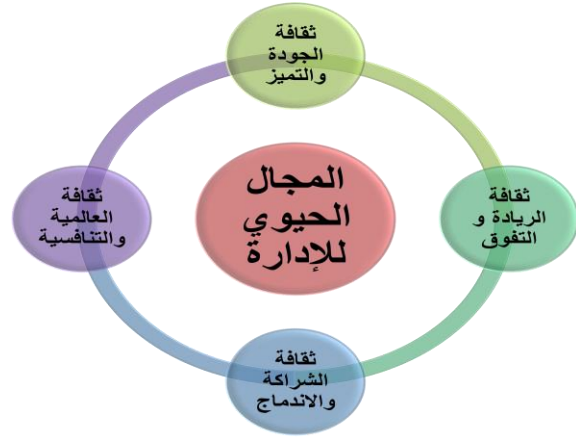 ثقافة
الجودة
والتميز
المجال
الحيوي
للإدارة
ثقافة
الريادة و
التفوق
ثقافة
العالمية
والتنافسية
ثقافة
الشراكة
والاندماج